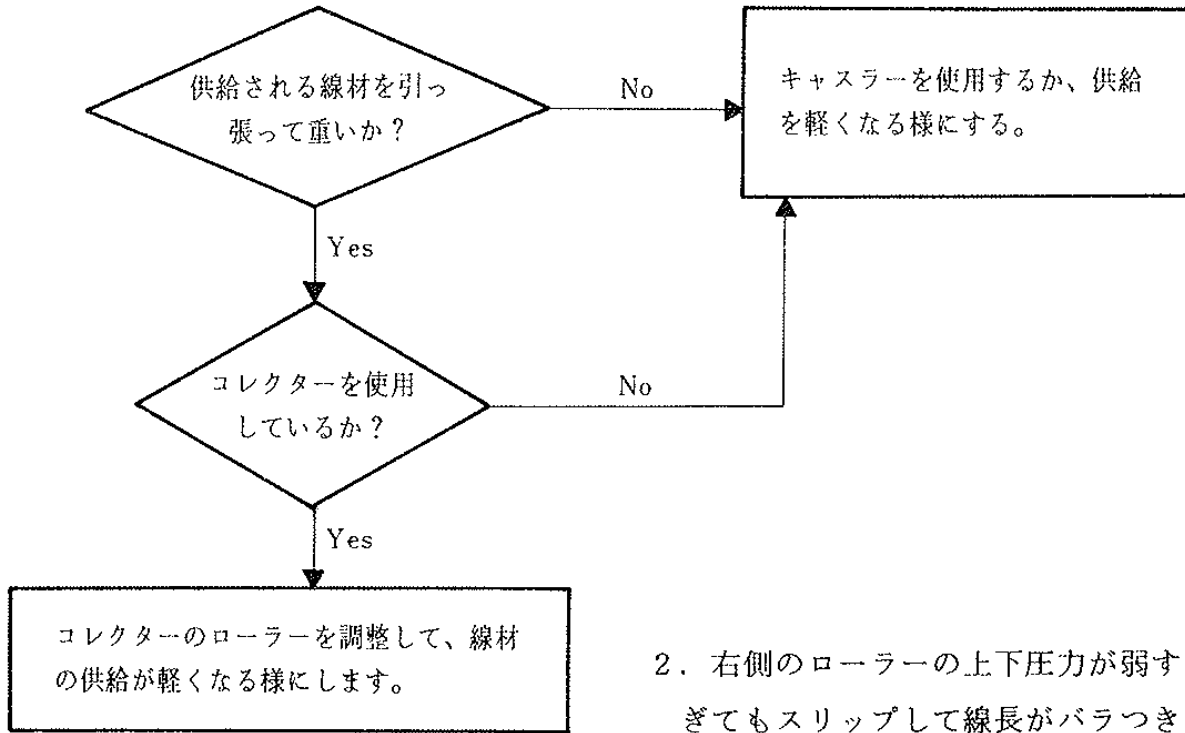 供給される線材を引っ
張って重いか？
No
キャスラーを使用するか、供給
を軽くなる様にする。
Yes
コレクターを使用
しているか？
No
Yes
コレクターのローラーを調整して、線材
の供給が軽くなる様にします。
2．右側のローラーの上下圧力が弱す
ぎてもスリップして線長がバラつき